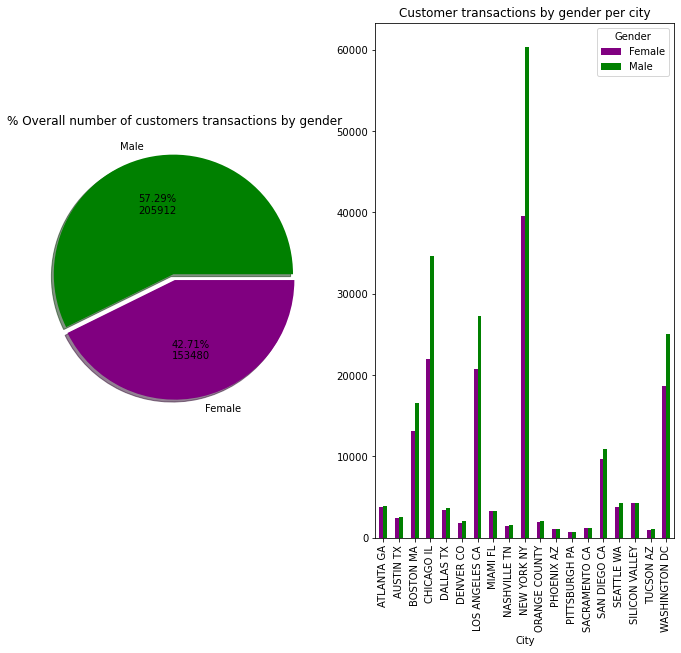 % Overall number of customers transactions by gender
Male
57.29%
205912
42.71%
153480
Female
Customer transactions by gender per city
Gender
Female
Male
60000
50000
40000
30000
20000
10000
0
ATLANTA GA
AUSTIN TX
BOSTON MA
CHICAGO IL
DALLAS TX
DENVER CO
LOS ANGELES CA
MIAMI FL
NASHVILLE TN
NEW YORK NY
ORANGE COUNTY
PHOENIX AZ
PITTSBURGH PA
SACRAMENTO CA
SAN DIEGO CA
SEATTLE WA
SILICON VALLEY
TUCSON AZ
WASHINGTON DC
City